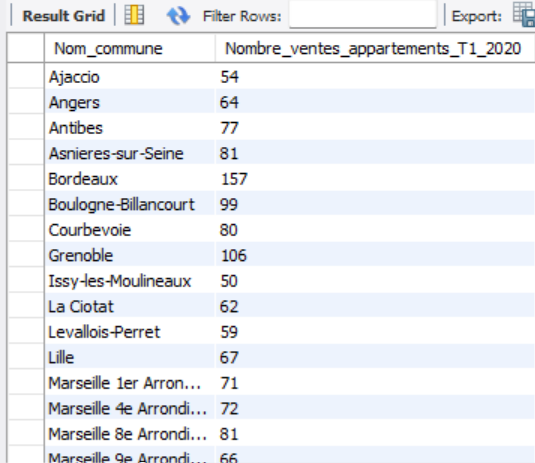 Result Grid Filter Rows: Export:
Nom_commune Nombre_ventes_appartements_T1_2020
Ajaccio 54
Angers 64
Antibes 77
Asnieres-sur-Seine 81
Bordeaux 157
Boulogne-Billancourt 99
Courbevoie 80
Grenoble 106
Issy-les-Moulineaux 50
La Ciotat 62
Levallois-Perret 59
Lille 67
Marseille 1er Arron... 71
Marseille 4e Arrondi... 72
Marseille 8e Arrondi... 81
Marseille 9e Arrondi... 66